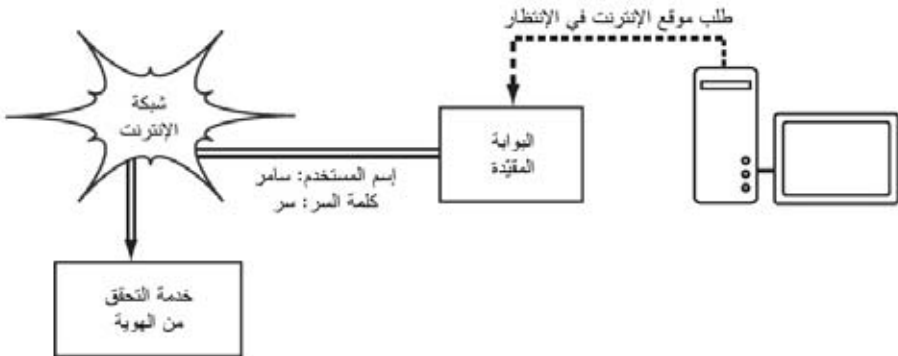 طلب موقع الإنترنت في الإنتظار
شبكة
الإنترنت
البوابة
المقيّدة
إسم المستخدم: سامر
كلمة السر: سر
خدمة التحقق
من الهوية